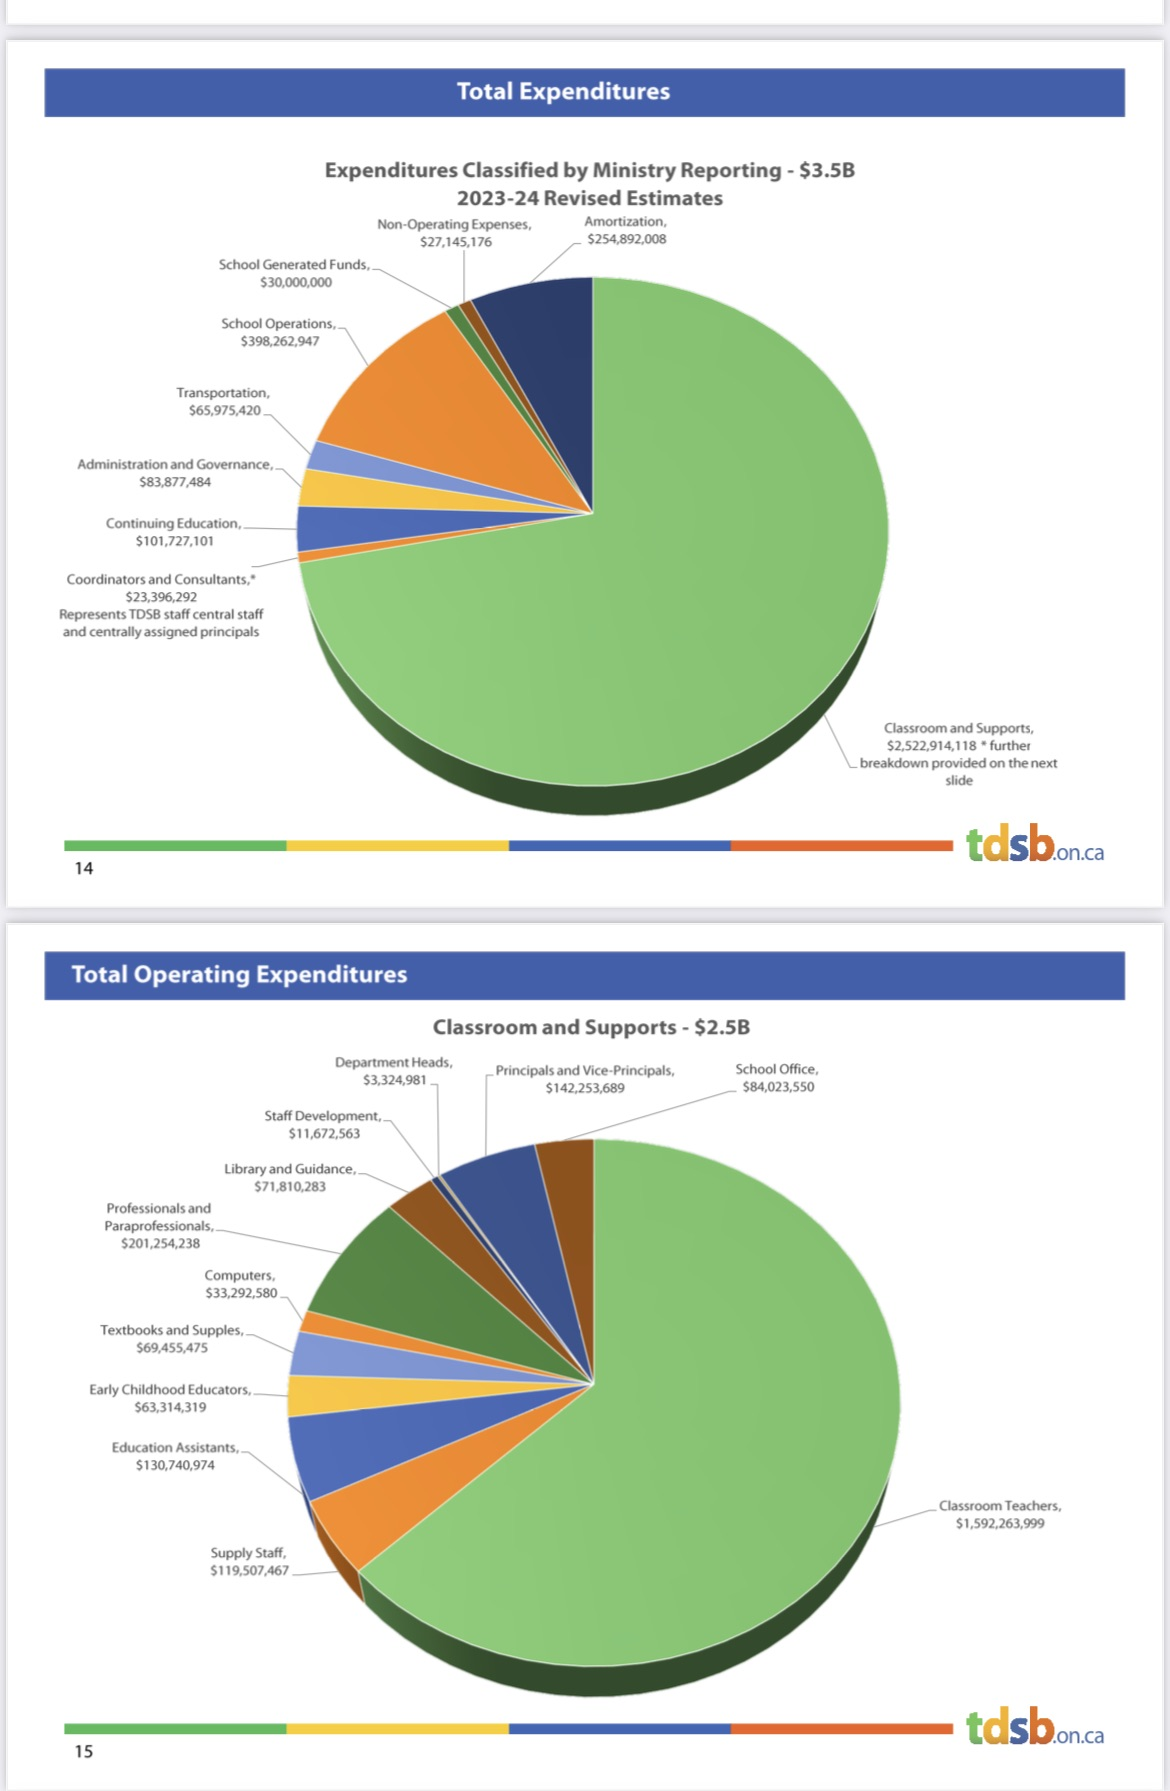 Total Expenditures
Expenditures Classified by Ministry Reporting - $3.5B
2023-24 Revised Estimates
Non-Operating Expenses,
$27,145,176
Amortization,
$254,892,008
School Generated Funds,
$30,000,000
School Operations,
$398,262,947
Transportation,
$65,975,420
Administration and Governance,
$83,877,484
Continuing Education,
$101,727,101
Coordinators and Consultants,*
$23,396,292
Represents TDSB staff central staff
and centrally assigned principals
Classroom and Supports,
$2,522,914,118 * further
breakdown provided on the next
slide
tdsb.on.ca
14
Total Operating Expenditures
Classroom and Supports - $2.5B
Department Heads,
$3,324,981
Principals and Vice-Principals,
$142,253,689
School Office,
$84,023,550
Staff Development,
$11,672,563
Library and Guidance,
$71,810,283
Professionals and
Paraprofessionals,
$201,254,238
Computers,
$33,292,580
Textbooks and Supples,
$69,455,475
Early Childhood Educators,
$63,314,319
Education Assistants,
$130,740,974
Classroom Teachers,
$1,592,263,999
Supply Staff,
$119,507,467
tdsb.on.ca
15